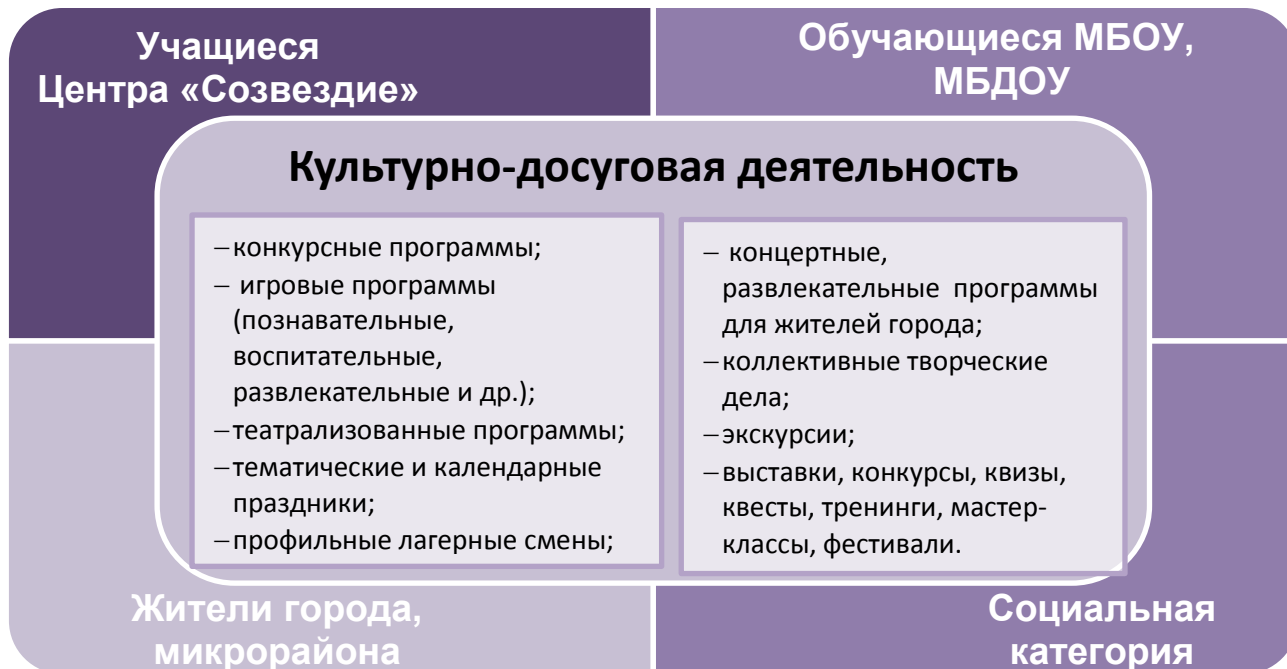 Учащиеся
Центра «Созвездие»
Обучающиеся МБОУ,
МБДОУ
Культурно-досуговая деятельность
–конкурсные программы;
– игровые программы
(познавательные,
воспитательные,
развлекательные и др.);
–театрализованные программы;
–тематические и календарные
праздники;
–профильные лагерные смены;
– концертные,
развлекательные программы
для жителей города;
–коллективные творческие
дела;
–экскурсии;
–выставки, конкурсы, квизы,
квесты, тренинги, мастер-
классы, фестивали.
Жители города,
микрорайона
Социальная
категория